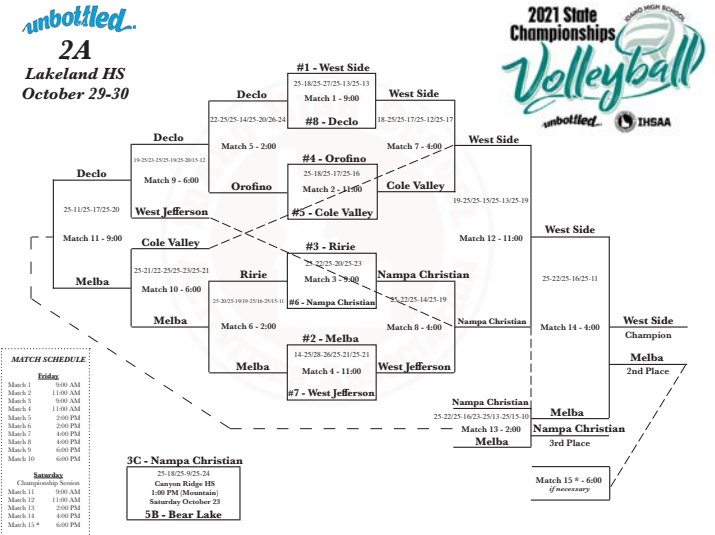 unbottled...
2A
Lakeland HS
October 29-30
2021 State
Championships
IDAHO HIGH SCHOOL
Volleyball
unbottled...
IHSAA
#1 - West Side
25-18/25-27/25-13/25-13
Match 1 - 9:00
#8 - Declo
West Side
18-25/25-17/25-12/25-17
Match 7 - 4:00
Declo
22-25/25-14/25-20/26-24
Match 5 - 2:00
Orofino
#4 - Orofino
25-18/25-17/25-16
Match 2 - 11:00
#5 - Cole Valley
Cole Valley
West Side
Declo
19-25/23-25/25-19/25-20/15-12
Match 9 - 6:00
West Jefferson
Declo
25-11/25-17/25-20
Match 11 - 9:00
Melba
Cole Valley
25-21/22-25/25-23/25-21
Match 10 - 6:00
Melba
19-25/25-15/25-13/25-19
Match 12 - 11:00
West Side
#3 - Ririe
25-22/25-20/25-23
Match 3 - 9:00
#6 - Nampa Christian
Nampa Christian
25-22/25-14/25-19
Match 8 - 4:00
West Jefferson
Ririe
25-20/25-19/19-25/16-25/15-11
Match 6 - 2:00
Melba
#2 - Melba
14-25/28-26/25-21/25-21
Match 4 - 11:00
#7 - West Jefferson
Nampa Christian
25-22/25-16/25-11
Match 14 - 4:00
West Side
Champion
Melba
2nd Place
Nampa Christian
25-22/25-16/23-25/13-25/15-10
Match 13 - 2:00
Melba
Melba
Nampa Christian
3rd Place
Match 15 * - 6:00
if necessary
3C - Nampa Christian
25-18/25-9/25-24
Canyon Ridge HS
1:00 PM (Mountain)
Saturday October 23
5B - Bear Lake
MATCH SCHEDULE
Friday
Match 1 9:00 AM
Match 2 11:00 AM
Match 3 9:00 AM
Match 4 11:00 AM
Match 5 2:00 PM
Match 6 2:00 PM
Match 7 4:00 PM
Match 8 4:00 PM
Match 9 6:00 PM
Match 10 6:00 PM
Saturday
Championship Session
Match 11 9:00 AM
Match 12 11:00 AM
Match 13 2:00 PM
Match 14 4:00 PM
Match 15 * 6:00 PM